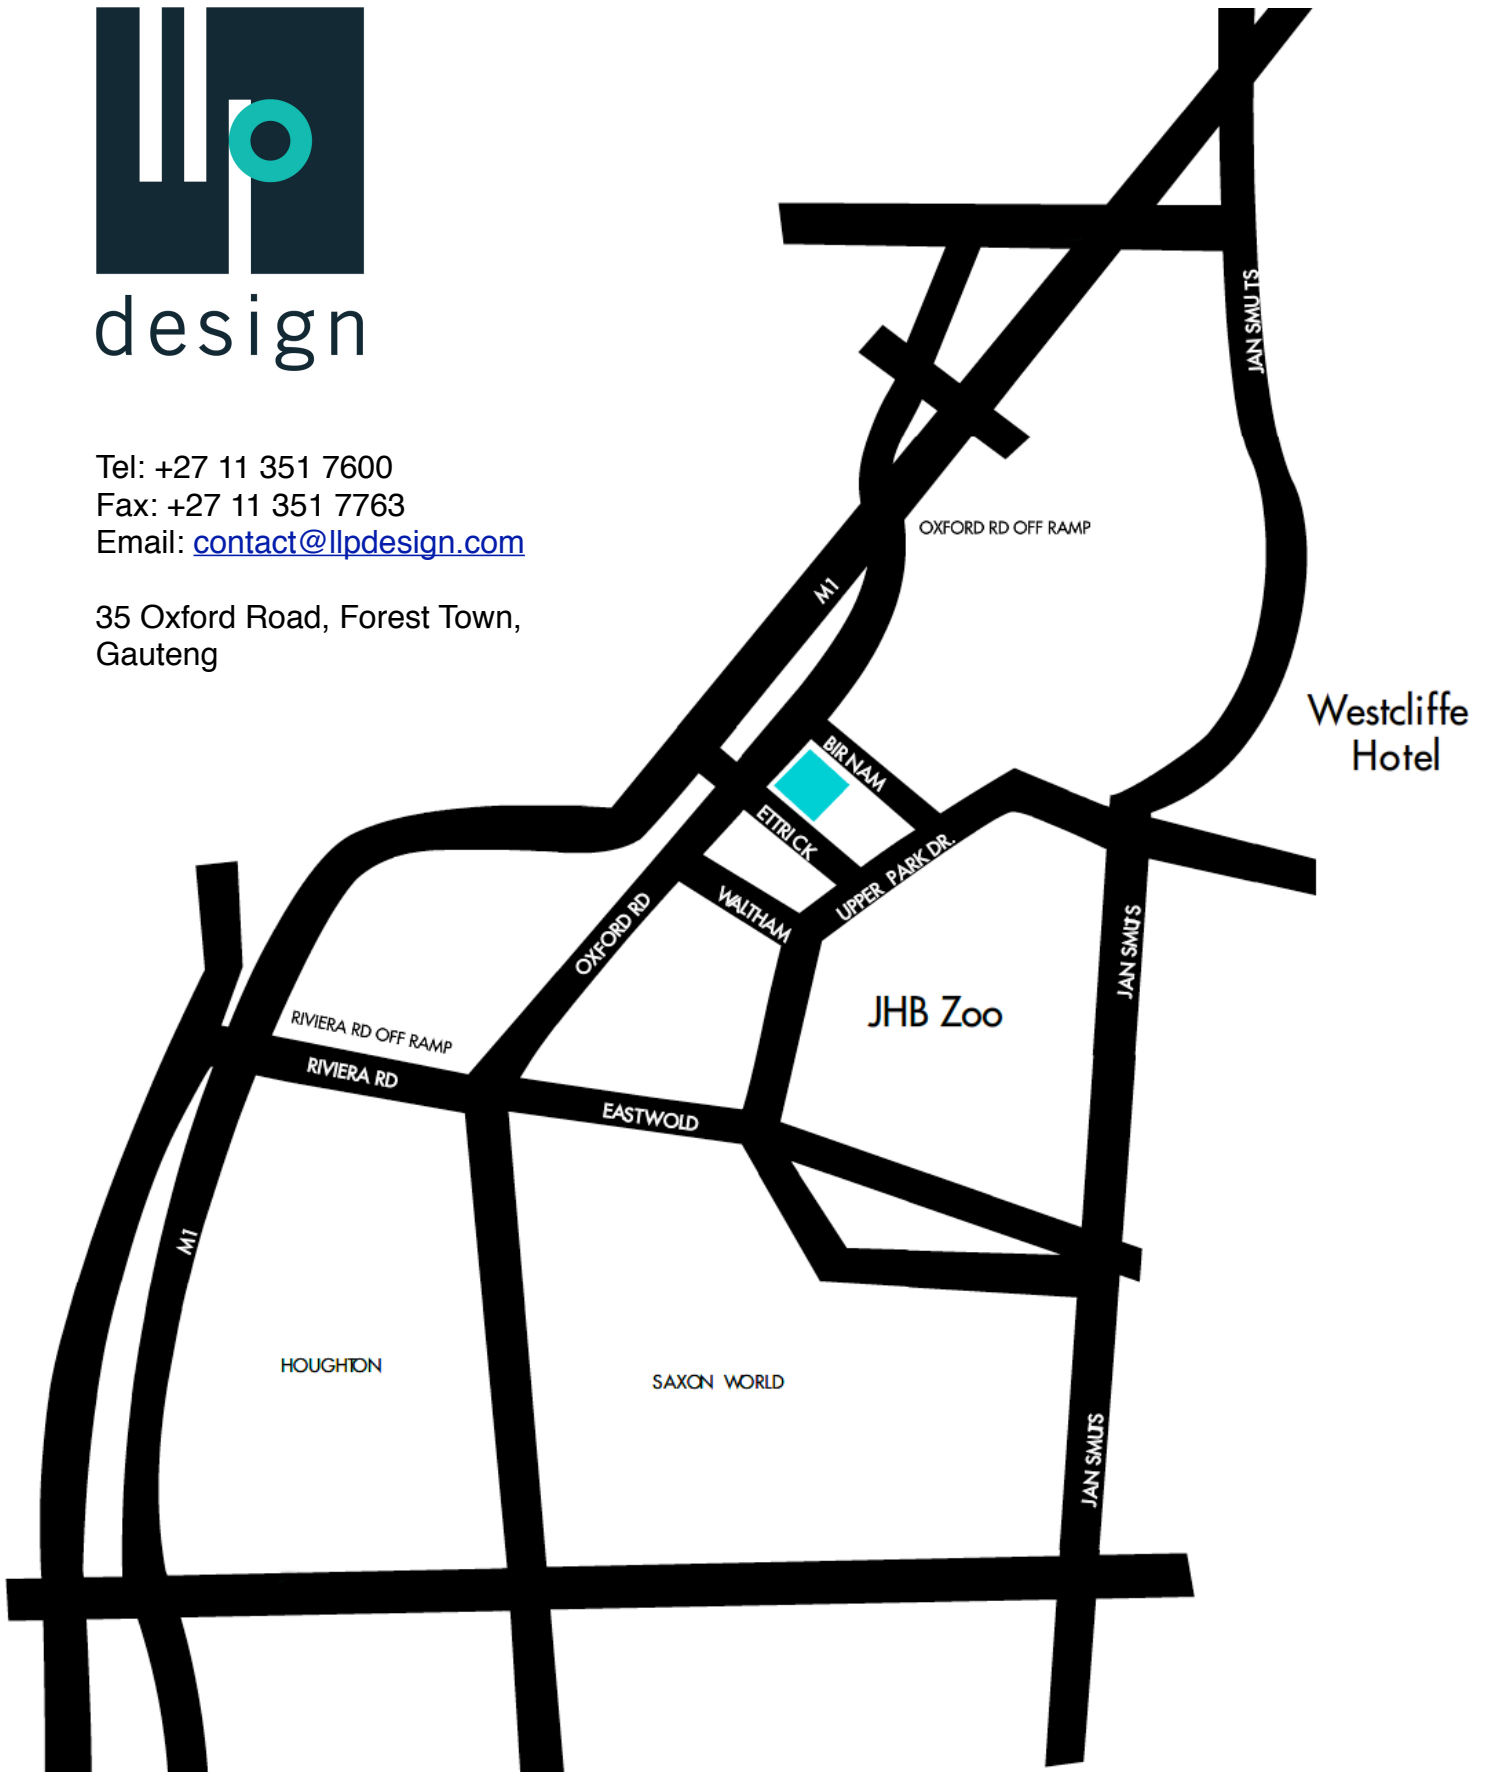 llp
design
Tel: +27 11 351 7600
Fax: +27 11 351 7763
Email: contact@llpdesign.com
35 Oxford Road, Forest Town,
Gauteng
JAN SMUTS
OXFORD RD OFF RAMP
M1
Westcliffe
Hotel
BIRNAM
ETTRICK
UPPER PARK DR.
WALTHAM
OXFORD RD
JAN SMUTS
JHB Zoo
RIVIERA RD OFF RAMP
RIVIERA RD
EASTWOLD
M1
HOUGHTON
SAXON WORLD
JAN SMUTS